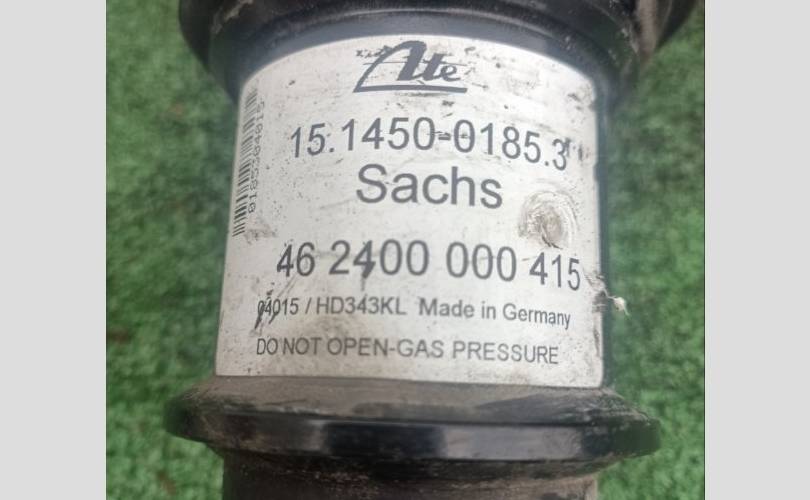 Ate
15.1450-0185.3
Sachs
46 2400 000 415
04015 / HD343KL Made in Germany
DO NOT OPEN-GAS PRESSURE